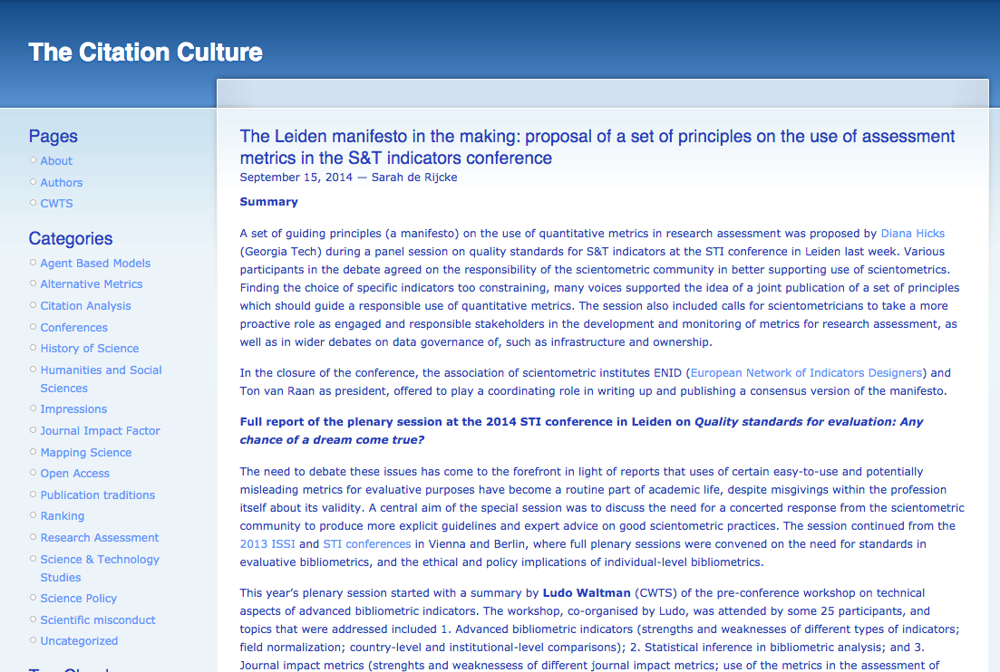 The Citation Culture
Pages
About
Authors
CWTS
Categories
Agent Based Models
Alternative Metrics
Citation Analysis
Conferences
History of Science
Humanities and Social
Sciences
Impressions
Journal Impact Factor
Mapping Science
Open Access
Publication traditions
Ranking
Research Assessment
Science & Technology
Studies
Science Policy
Scientific misconduct
Uncategorized
The Leiden manifesto in the making: proposal of a set of principles on the use of assessment
metrics in the S&T indicators conference
September 15, 2014 — Sarah de Rijcke
Summary
A set of guiding principles (a manifesto) on the use of quantitative metrics in research assessment was proposed by Diana Hicks
(Georgia Tech) during a panel session on quality standards for S&T indicators at the STI conference in Leiden last week. Various
participants in the debate agreed on the responsibility of the scientometric community in better supporting use of scientometrics.
Finding the choice of specific indicators too constraining, many voices supported the idea of a joint publication of a set of principles
which should guide a responsible use of quantitative metrics. The session also included calls for scientometricians to take a more
proactive role as engaged and responsible stakeholders in the development and monitoring of metrics for research assessment, as
well as in wider debates on data governance of, such as infrastructure and ownership.
In the closure of the conference, the association of scientometric institutes ENID (European Network of Indicators Designers) and
Ton van Raan as president, offered to play a coordinating role in writing up and publishing a consensus version of the manifesto.
Full report of the plenary session at the 2014 STI conference in Leiden on Quality standards for evaluation: Any
chance of a dream come true?
The need to debate these issues has come to the forefront in light of reports that uses of certain easy-to-use and potentially
misleading metrics for evaluative purposes have become a routine part of academic life, despite misgivings within the profession
itself about its validity. A central aim of the special session was to discuss the need for a concerted response from the scientometric
community to produce more explicit guidelines and expert advice on good scientometric practices. The session continued from the
2013 ISSI and STI conferences in Vienna and Berlin, where full plenary sessions were convened on the need for standards in
evaluative bibliometrics, and the ethical and policy implications of individual-level bibliometrics.
This year's plenary session started with a summary by Ludo Waltman (CWTS) of the pre-conference workshop on technical
aspects of advanced bibliometric indicators. The workshop, co-organised by Ludo, was attended by some 25 participants, and
topics that were addressed included 1. Advanced bibliometric indicators (strengths and weaknesses of different types of indicators;
field normalization; country-level and institutional-level comparisons); 2. Statistical inference in bibliometric analysis; and 3.
Journal impact metrics (strenghts and weaknessess of different journal impact metrics; use of the metrics in the assessment of